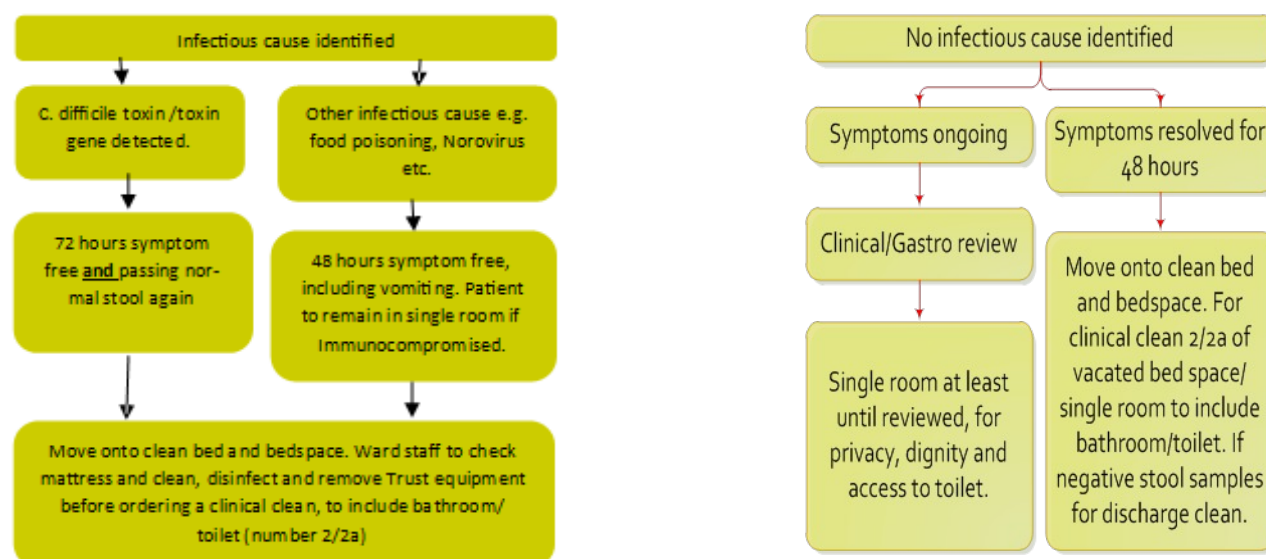 Infectious cause identified
C. difficile toxin /toxin
gene detected.
Other infectious cause e.g.
food poisoning, Norovirus
etc.
72 hours symptom
free and passing nor-
mal stool again
48 hours symptom free,
including vomiting. Patient
to remain in single room if
Immunocompromised.
Move onto clean bed and bedspace. Ward staff to check
mattress and clean, disinfect and remove Trust equipment
before ordering a clinical clean, to include bathroom/
toilet (number 2/2a)
No infectious cause identified
Symptoms ongoing
Symptoms resolved for
48 hours
Clinical/Gastro review
Single room at least
until reviewed, for
privacy, dignity and
access to toilet.
Move onto clean bed
and bedspace. For
clinical clean 2/2a of
vacated bed space/
single room to include
bathroom/toilet. If
negative stool samples
for discharge clean.